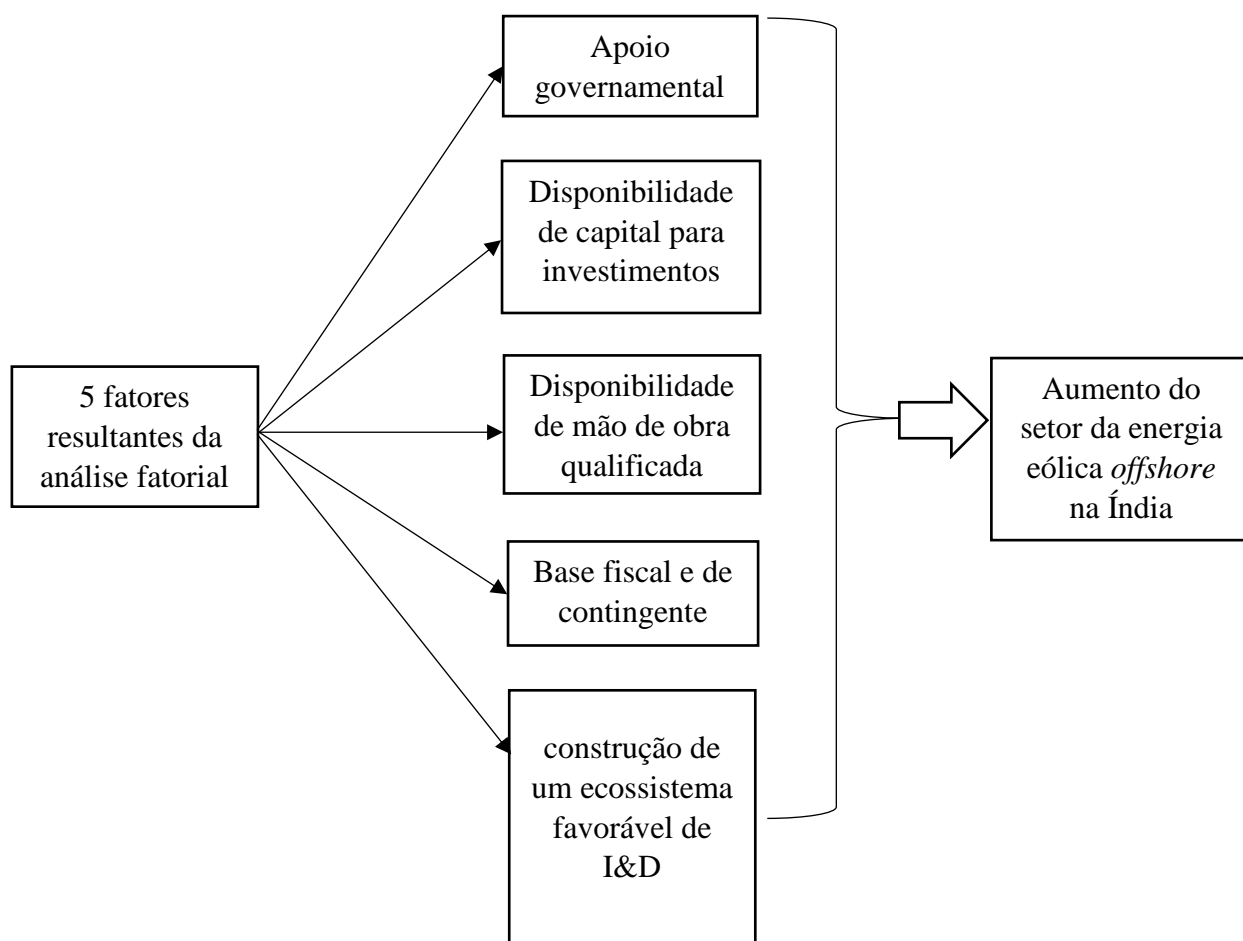 Apoio
governamental
Disponibilidade
de capital para
investimentos
5 fatores
resultantes da
análise fatorial
Disponibilidade
de mão de obra
qualificada
Aumento do
setor da energia
eólica offshore
na Índia
Base fiscal e de
contingente
construção de
um ecossistema
favorável de
I&D